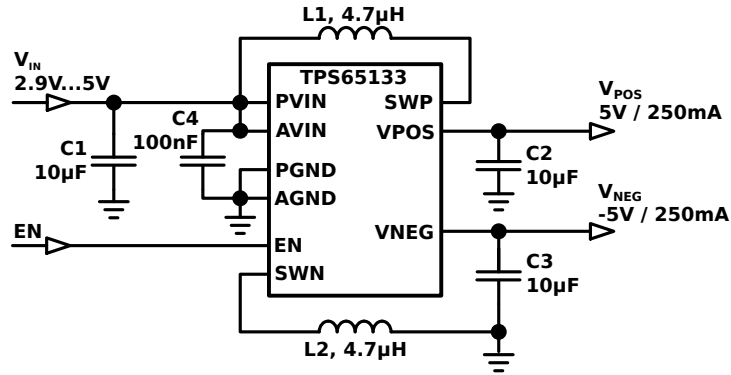 L1, 4.7µH
VIN
2.9V...5V
TPS65133
PVIN
SWP
VPOS
5V / 250mA
C4
100nF
AVIN
VPOS
C1
10µF
PGND
C2
10µF
AGND
VNEG
-5V / 250mA
EN
EN
VNEG
SWN
C3
10µF
L2, 4.7µH